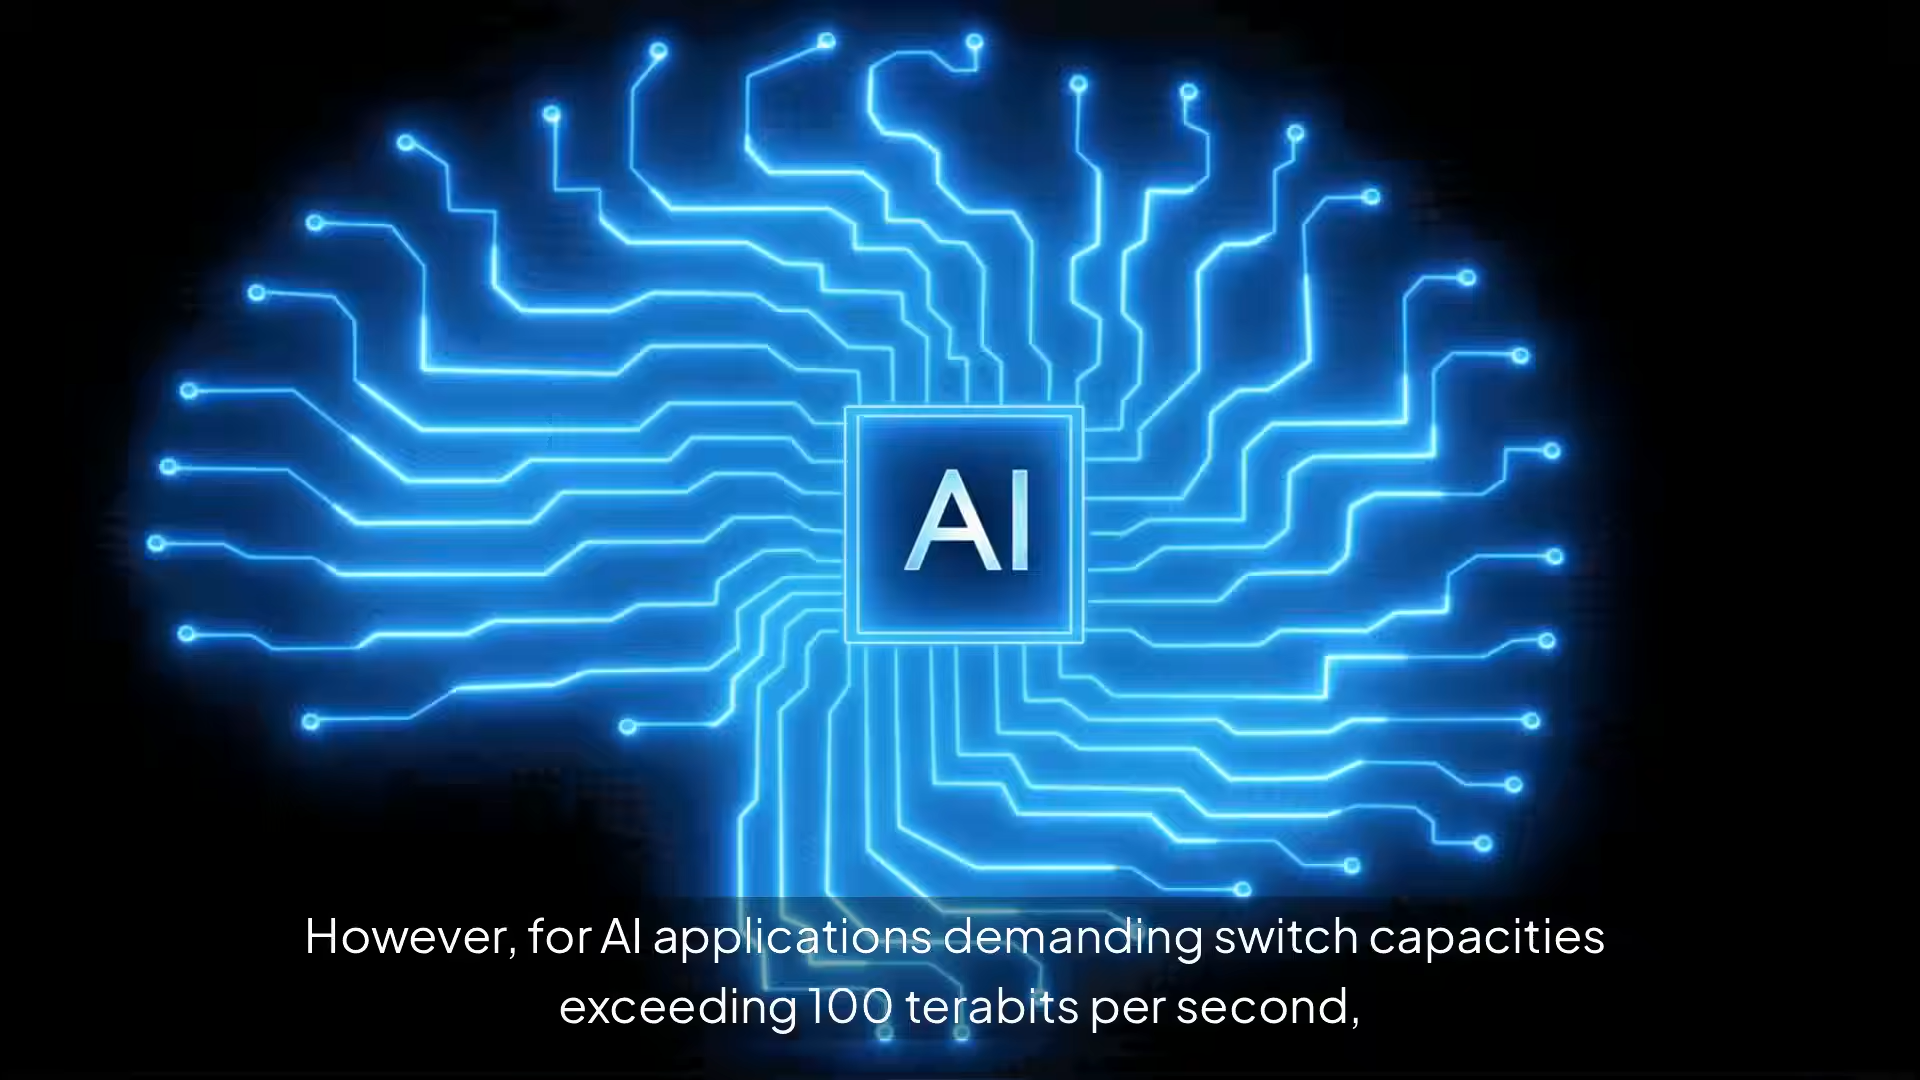 AI
However, for AI applications demanding switch capacities
exceeding 100 terabits per second,